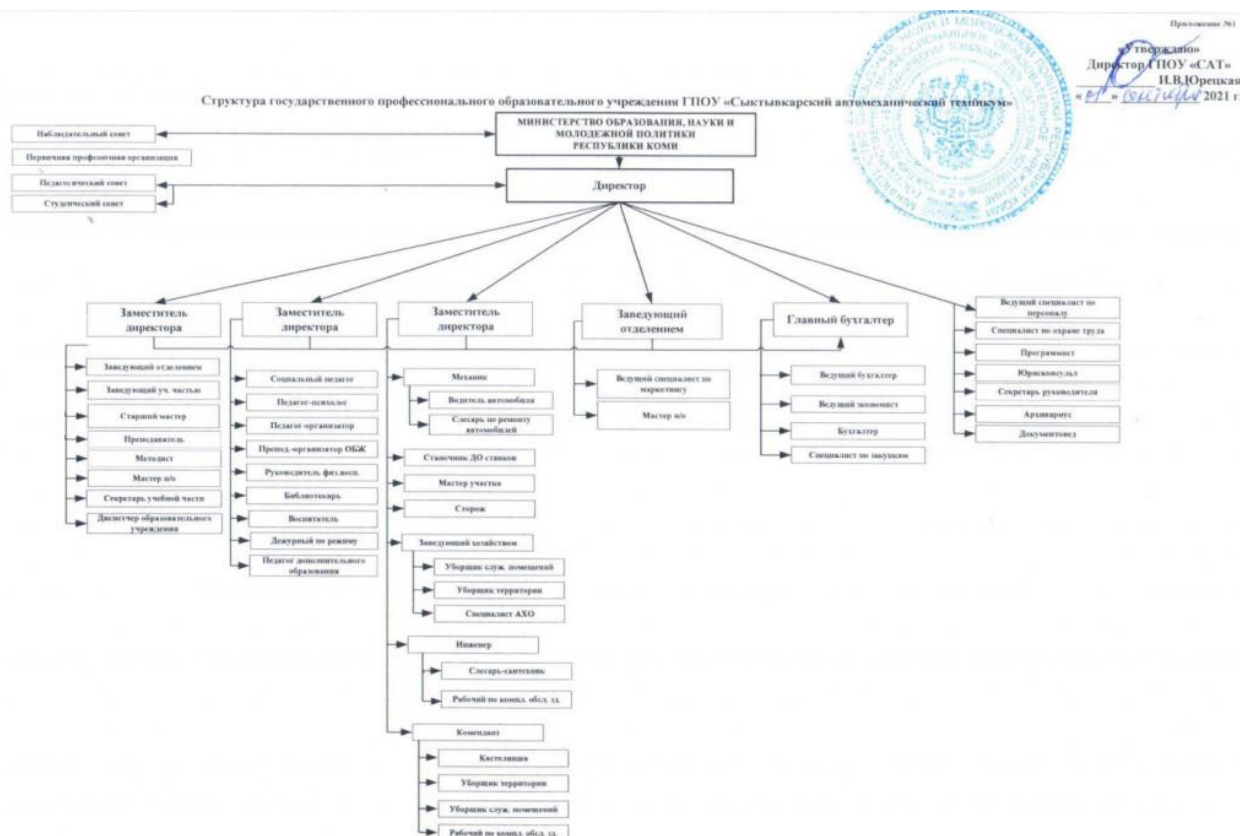 Приложение №1
«Утверждаю»
Директор ГПОУ «САТ»
И.В.Юрецкая
«01» сентября 2021 г.
Структура государственного профессионального образовательного учреждения ГПОУ «Сыктывкарский автомеханический техникум»
Наблюдательный совет
Первичная профсоюзная организация
Педагогический совет
Студенческий совет
МИНИСТЕРСТВО ОБРАЗОВАНИЯ, НАУКИ И
МОЛОДЕЖНОЙ ПОЛИТИКИ
РЕСПУБЛИКИ КОМИ
Директор
Заместитель
директора
Заведующий отделением
Заведующий уч. частью
Старший мастер
Преподаватель
Методист
Мастер п/о
Секретарь учебной части
Диспетчер образовательного
учреждения
Заместитель
директора
Социальный педагог
Педагог-психолог
Педагог-организатор
Препод.-организатор ОБЖ
Руководитель физ.восп.
Библиотекарь
Воспитатель
Дежурный по режиму
Педагог дополнительного
образования
Заместитель
директора
Механик
Водитель автомобиля
Слесарь по ремонту
автомобилей
Станочник ДО станков
Мастер участка
Сторож
Заведующий хозяйством
Уборщик служ. помещений
Уборщик территории
Специалист АХО
Инженер
Слесарь-сантехник
Рабочий по компл. обсл. зд.
Комендант
Кастелянша
Уборщик территории
Уборщик служ. помещений
Рабочий по компл. обсл. зд.
Заведующий
отделением
Ведущий специалист по
маркетингу
Мастер п/о
Главный бухгалтер
Ведущий бухгалтер
Ведущий экономист
Бухгалтер
Специалист по закупкам
Ведущий специалист по
персоналу
Специалист по охране труда
Программист
Юрисконсульт
Секретарь руководителя
Архивариус
Документовед